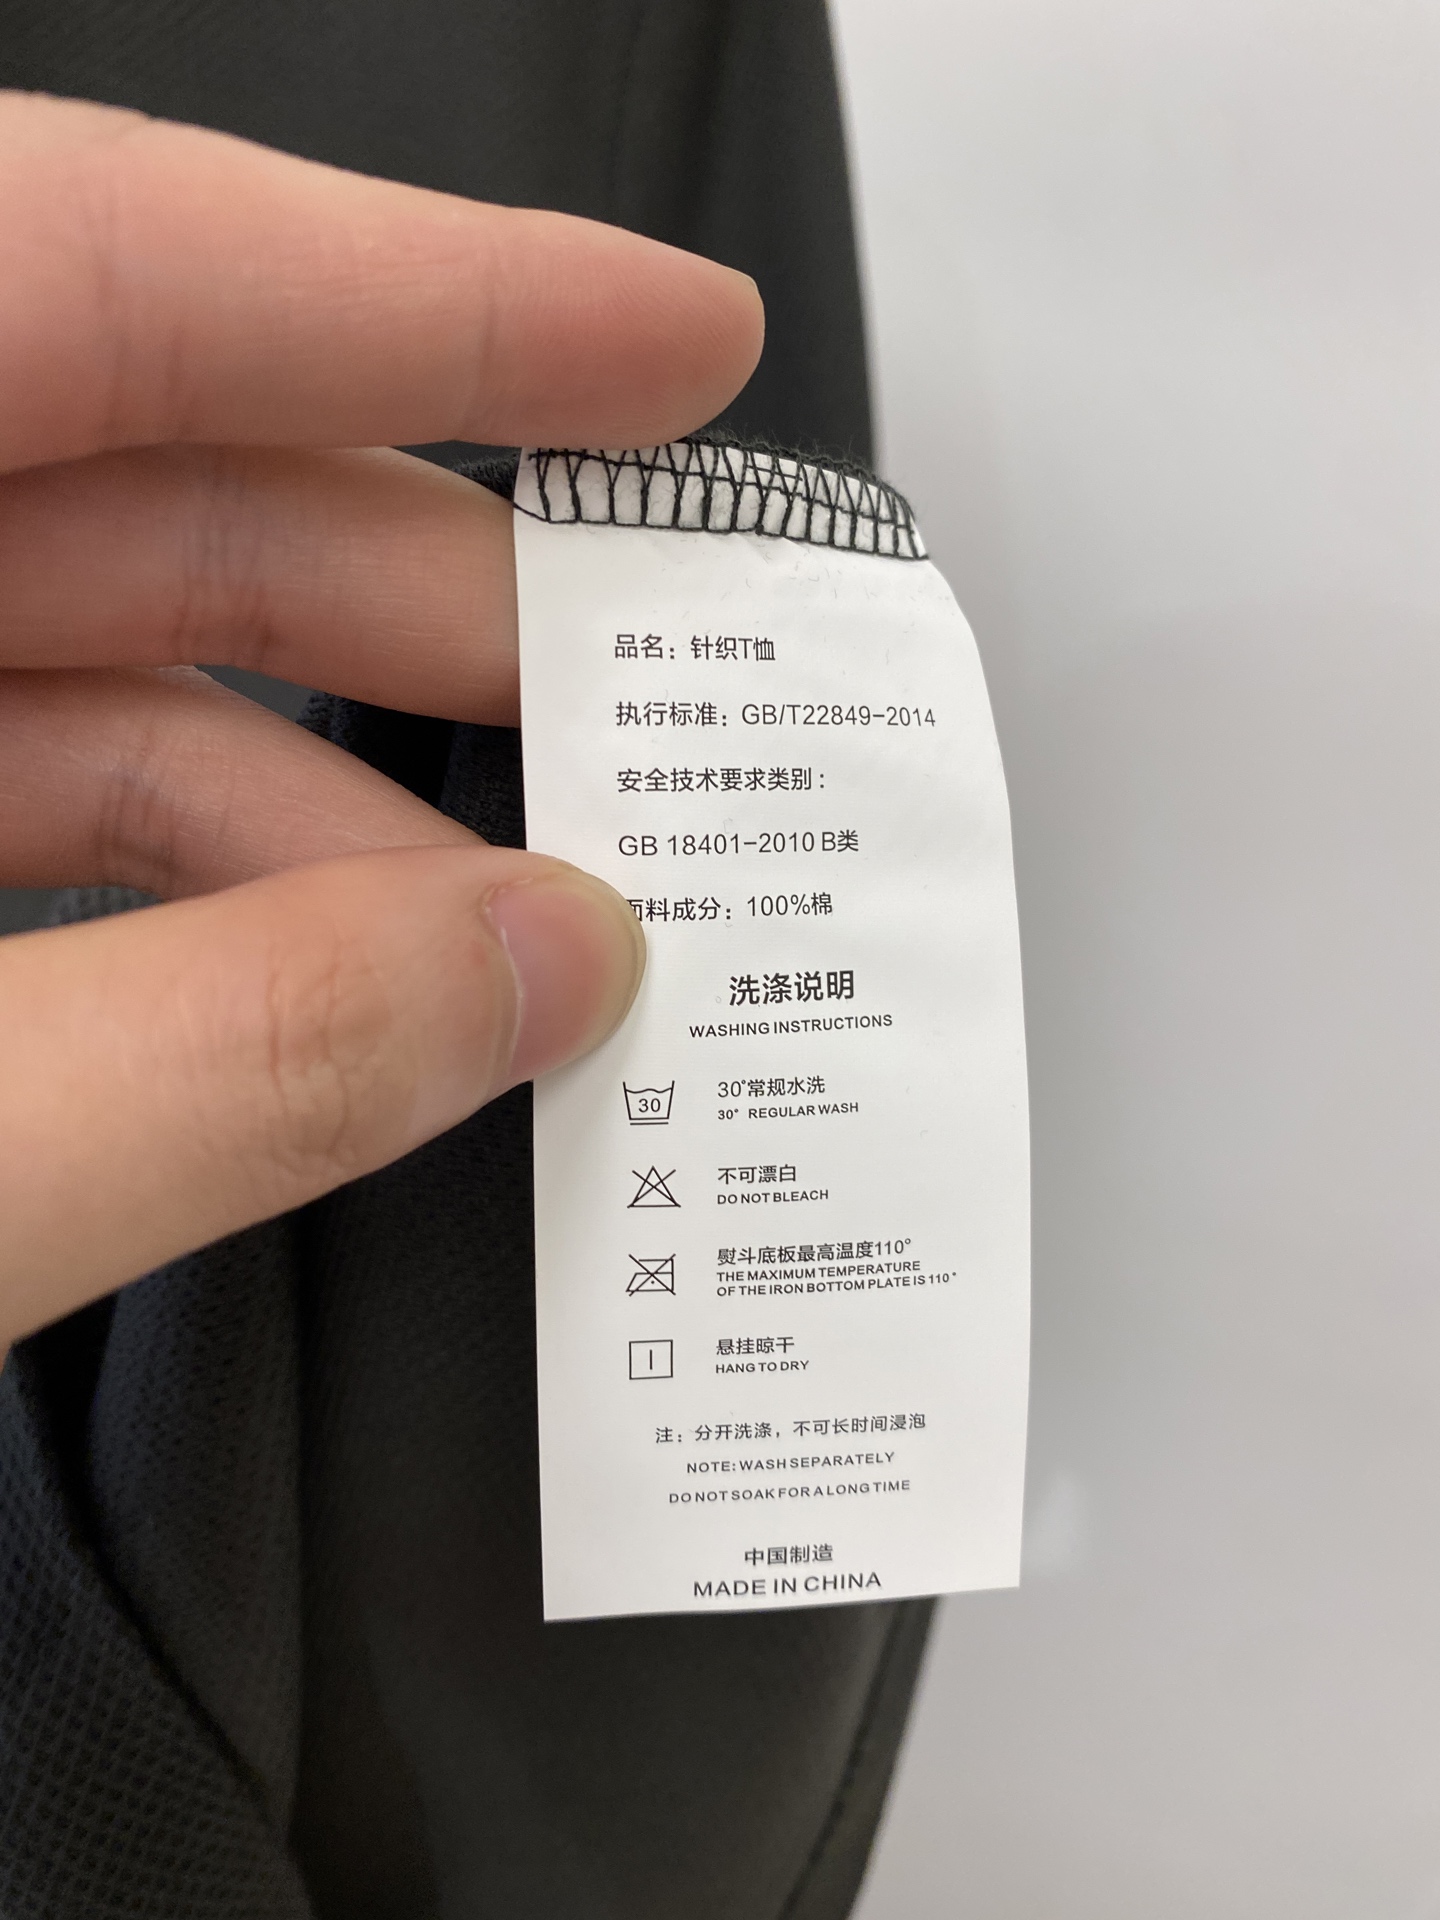 品名：针织T恤
执行标准：GB/T22849-2014
安全技术要求类别：
GB 18401-2010 B类
面料成分：100%棉
洗涤说明
WASHING INSTRUCTIONS
30
30°常规水洗
30° REGULAR WASH
不可漂白
DO NOT BLEACH
熨斗底板最高温度110°
THE MAXIMUM TEMPERATURE
OF THE IRON BOTTOM PLATE IS 110°
悬挂晾干
HANG TO DRY
注：分开洗涤，不可长时间浸泡
NOTE: WASH SEPARATELY
DO NOT SOAK FOR A LONG TIME
中国制造
MADE IN CHINA